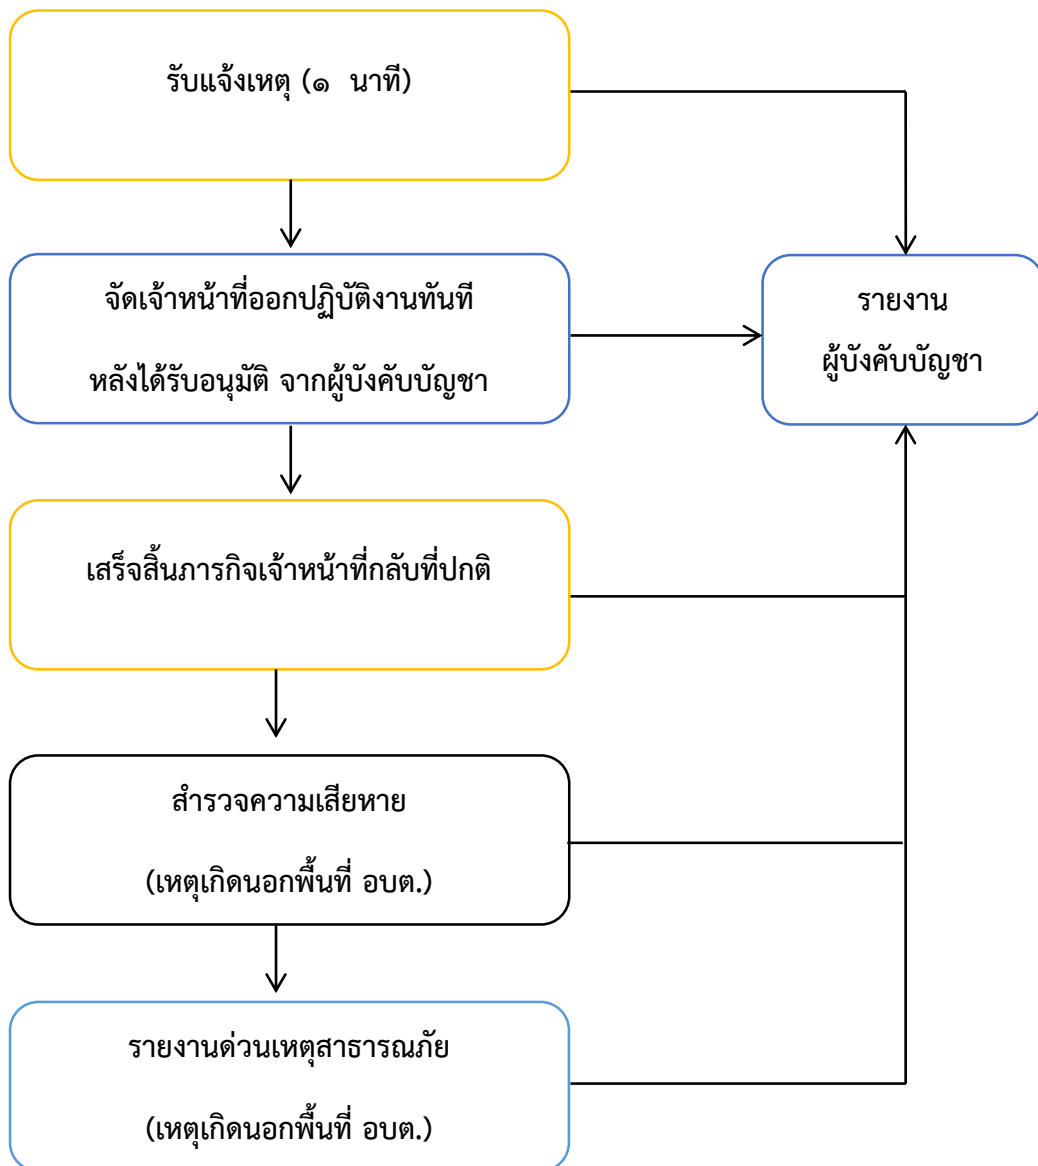 รับแจ้งเหตุ (๑ นาที)
จัดเจ้าหน้าที่ออกปฏิบัติงานทันที
หลังได้รับอนุมัติ จากผู้บังคับบัญชา
รายงาน
ผู้บังคับบัญชา
เสร็จสิ้นภารกิจเจ้าหน้าที่กลับที่ปกติ
สำรวจความเสียหาย
(เหตุเกิดนอกพื้นที่ อบต.)
รายงานด่วนเหตุสาธารณภัย
(เหตุเกิดนอกพื้นที่ อบต.)